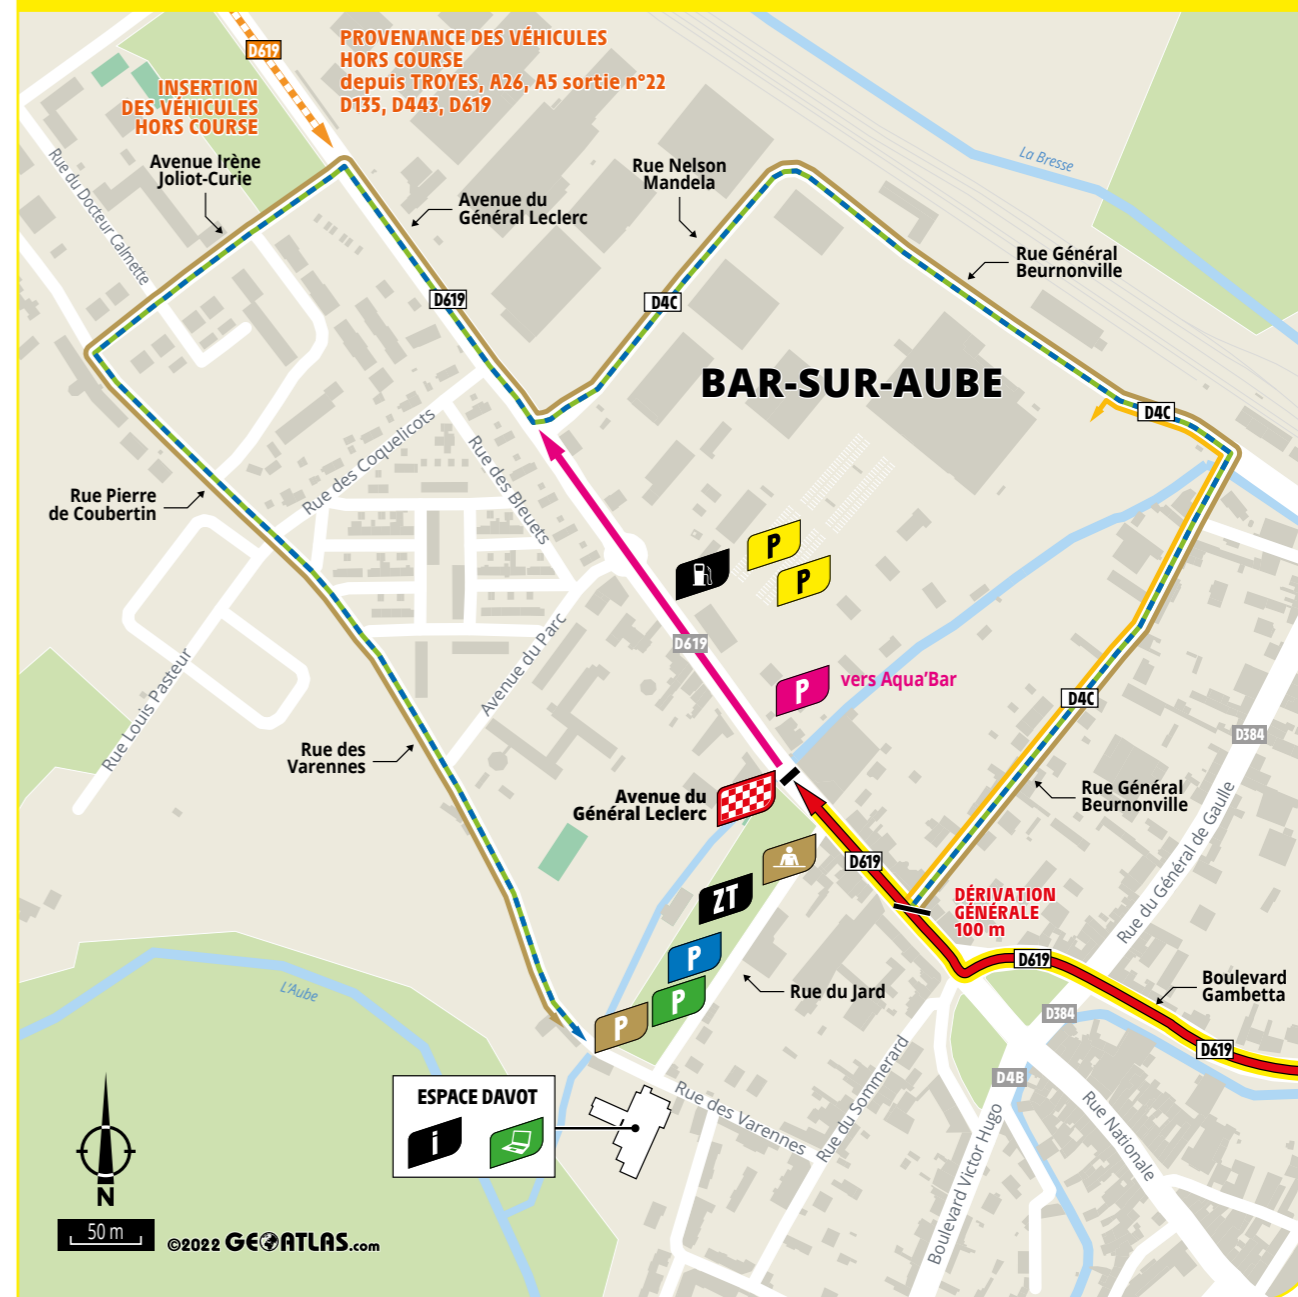 D619
PROVENANCE DES VÉHICULES
HORS COURSE
depuis TROYES, A26, A5 sortie n°22
D135, D443, D619
INSERTION
DES VÉHICULES
HORS COURSE
Avenue Irène
Joliot-Curie
Rue du Docteur Calmette
Avenue du
Général Leclerc
Rue Nelson
Mandela
La Bresse
Rue Général
Beurnonville
D619
D4C
BAR-SUR-AUBE
D4C
Rue des Coquelicots
Rue des Bleuets
Rue Pierre
de Coubertin
P
P
D619
Avenue du Parc
Rue Louis Pasteur
P
vers Aqua'Bar
D4C
D384
Rue des
Varennes
Avenue du
Général Leclerc
Rue Général
Beurnonville
Rue du Général de Gaulle
D619
ZT
DÉRIVATION
GÉNÉRALE
100 m
P
D619
Boulevard
Gambetta
L'Aube
Rue du Jard
P
P
D384
D619
D4B
ESPACE DAVOT
i
Rue des Varennes
Rue du Sommerard
Rue Nationale
Boulevard Victor Hugo
N
50 m
©2022 GEOATLAS.com